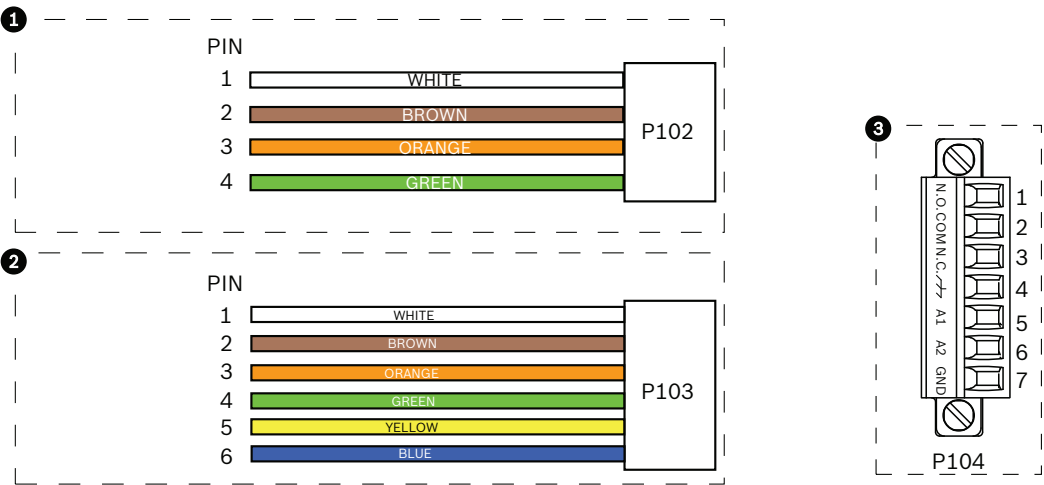 1
PIN
1 WHITE
2 BROWN
3 ORANGE
4 GREEN
P102
2
PIN
1 WHITE
2 BROWN
3 ORANGE
4 GREEN
5 YELLOW
6 BLUE
P103
3
N.O. 1
COM 2
N.C. 3
4
A1 5
A2 6
GND 7
P104